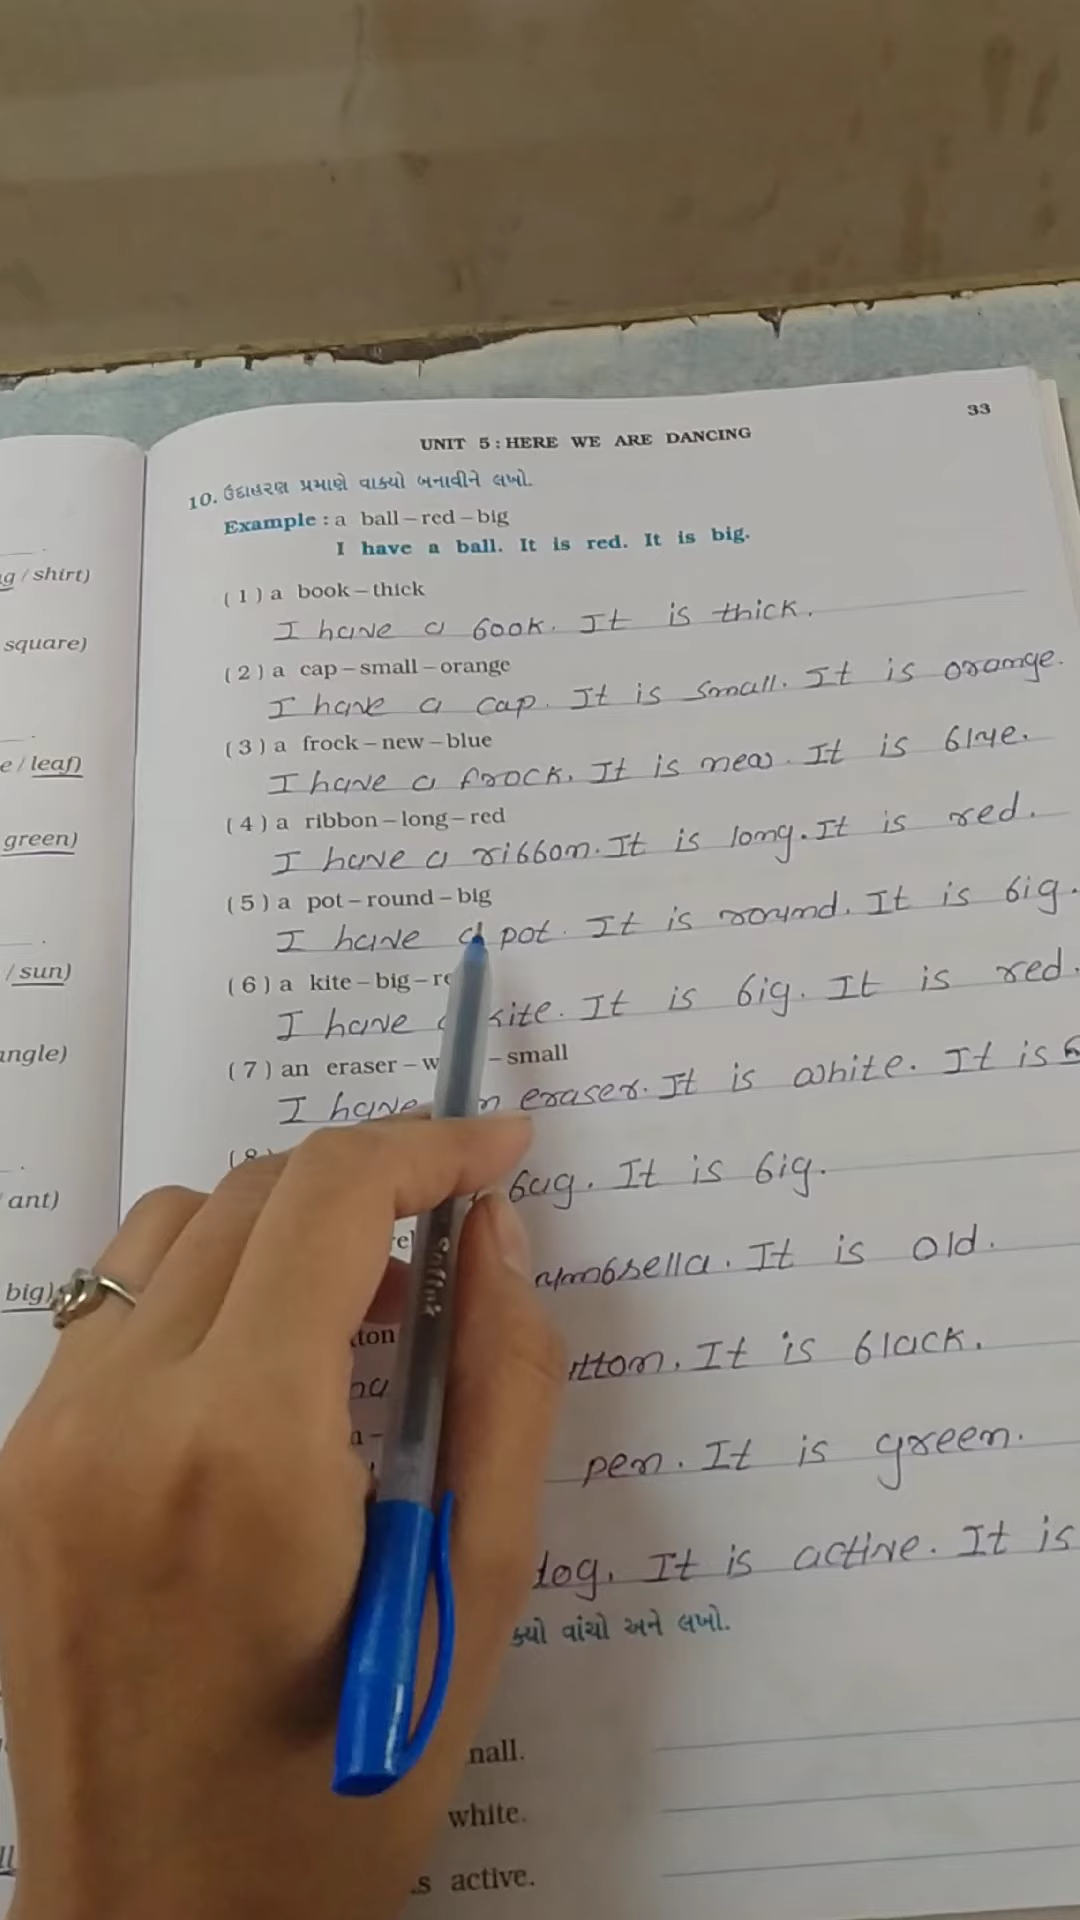 33
UNIT 5 : HERE WE ARE DANCING
10. ઉદાહરણ પ્રમાણે વાક્યો બનાવીને લખો.
Example : a ball – red – big
I have a ball. It is red. It is big.
/ shirt)
(1) a book – thick
I have a book. It is thick.
square)
(2) a cap – small – orange
I have a cap. It is small. It is orange.
(3) a frock – new – blue
I have a frock. It is new. It is blue.
/ leaf)
(4) a ribbon – long – red
I have a ribbon. It is long. It is red.
green)
(5) a pot – round – big
I have a pot. It is round. It is big.
/ sun)
(6) a kite – big –
I have kite. It is big. It is red.
(7) an eraser – – small
I have eraser. It is white. It is
(8)
bag. It is big.
/ ant)
umbrella. It is old.
big)
It is black.
pen. It is green.
It is active. It is
વાંચો અને લખો.
white.
active.